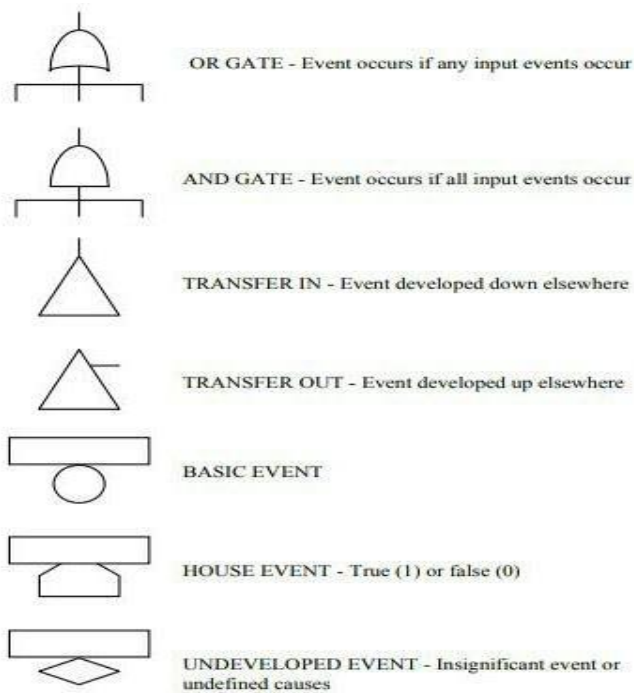 OR GATE - Event occurs if any input events occur
AND GATE - Event occurs if all input events occur
TRANSFER IN - Event developed down elsewhere
TRANSFER OUT - Event developed up elsewhere
BASIC EVENT
HOUSE EVENT - True (1) or false (0)
UNDEVELOPED EVENT - Insignificant event or
undefined causes